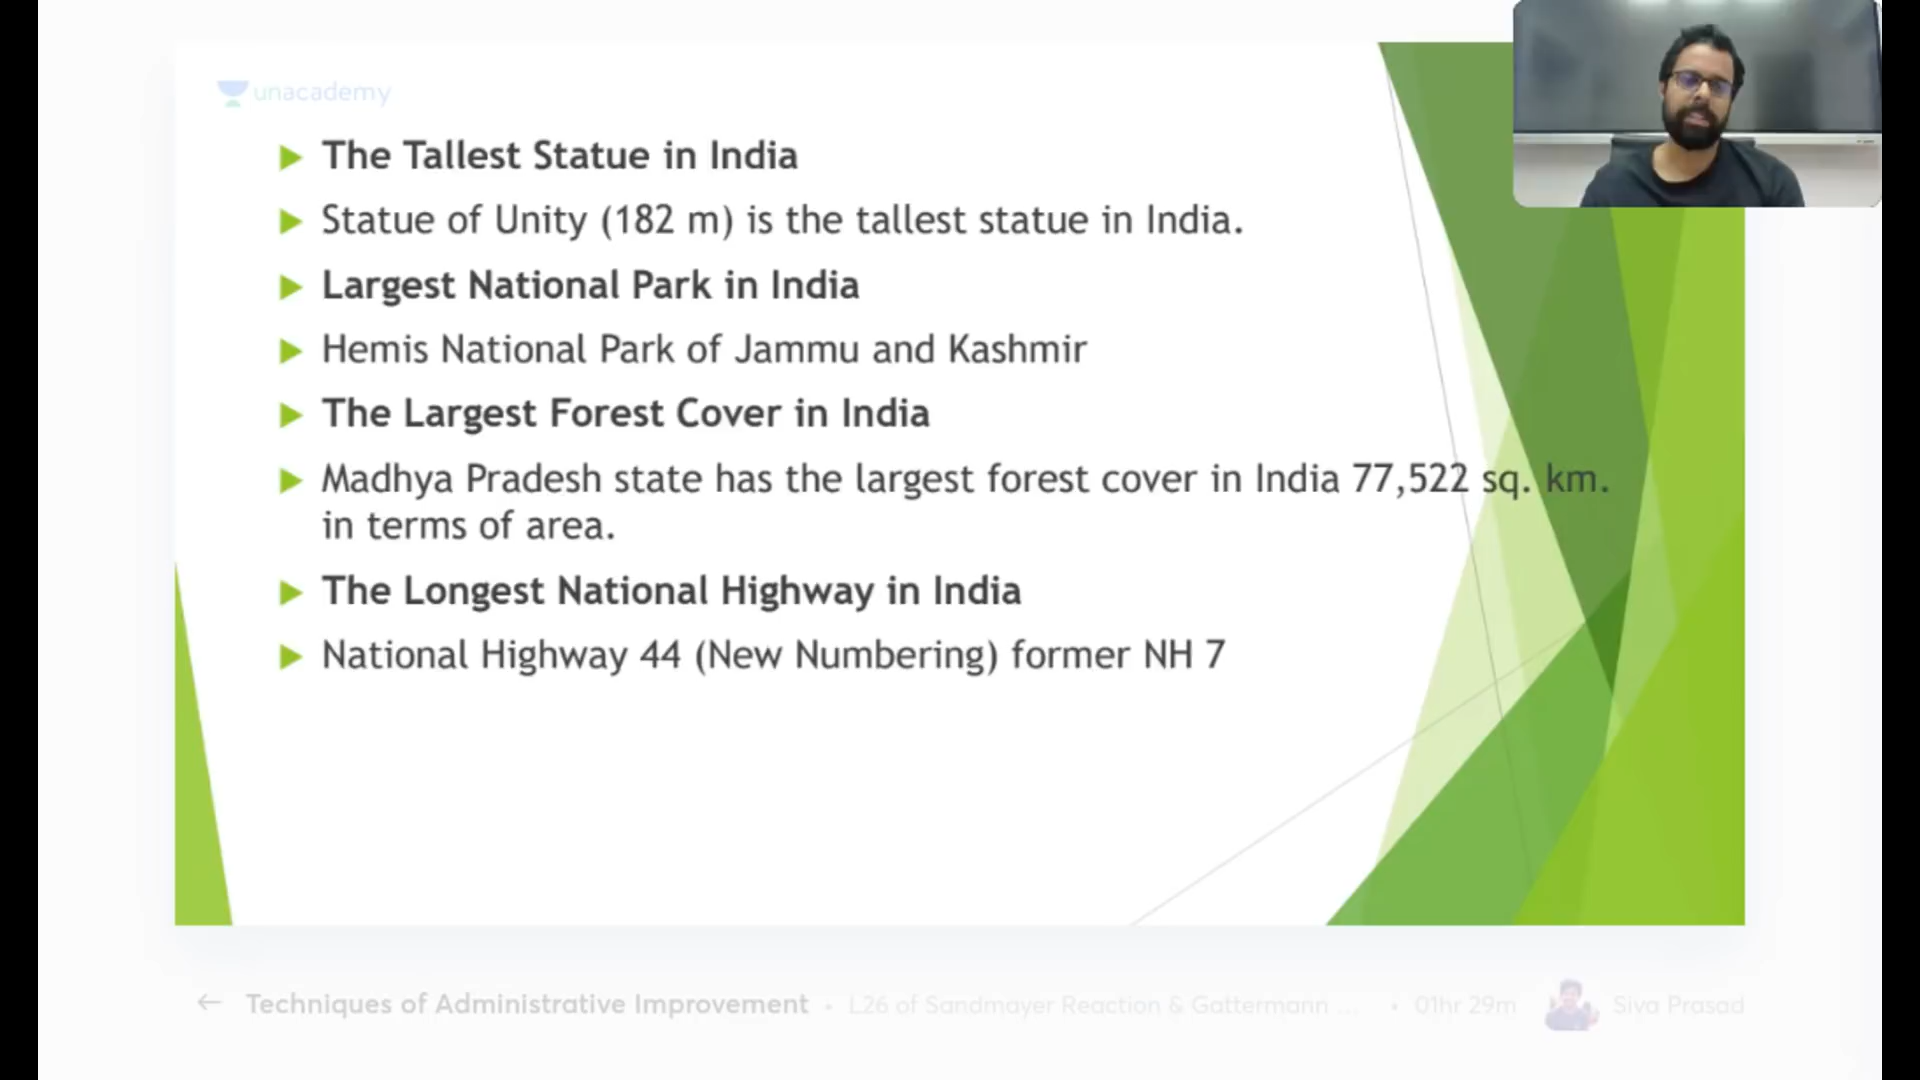 unacademy
The Tallest Statue in India
Statue of Unity (182 m) is the tallest statue in India.
Largest National Park in India
Hemis National Park of Jammu and Kashmir
The Largest Forest Cover in India
Madhya Pradesh state has the largest forest cover in India 77,522 sq. km.
in terms of area.
The Longest National Highway in India
National Highway 44 (New Numbering) former NH 7
Techniques of Administrative Improvement • L26 of Sandmayer Reaction & Gattermann ... • 01hr 29m Siva Prasad